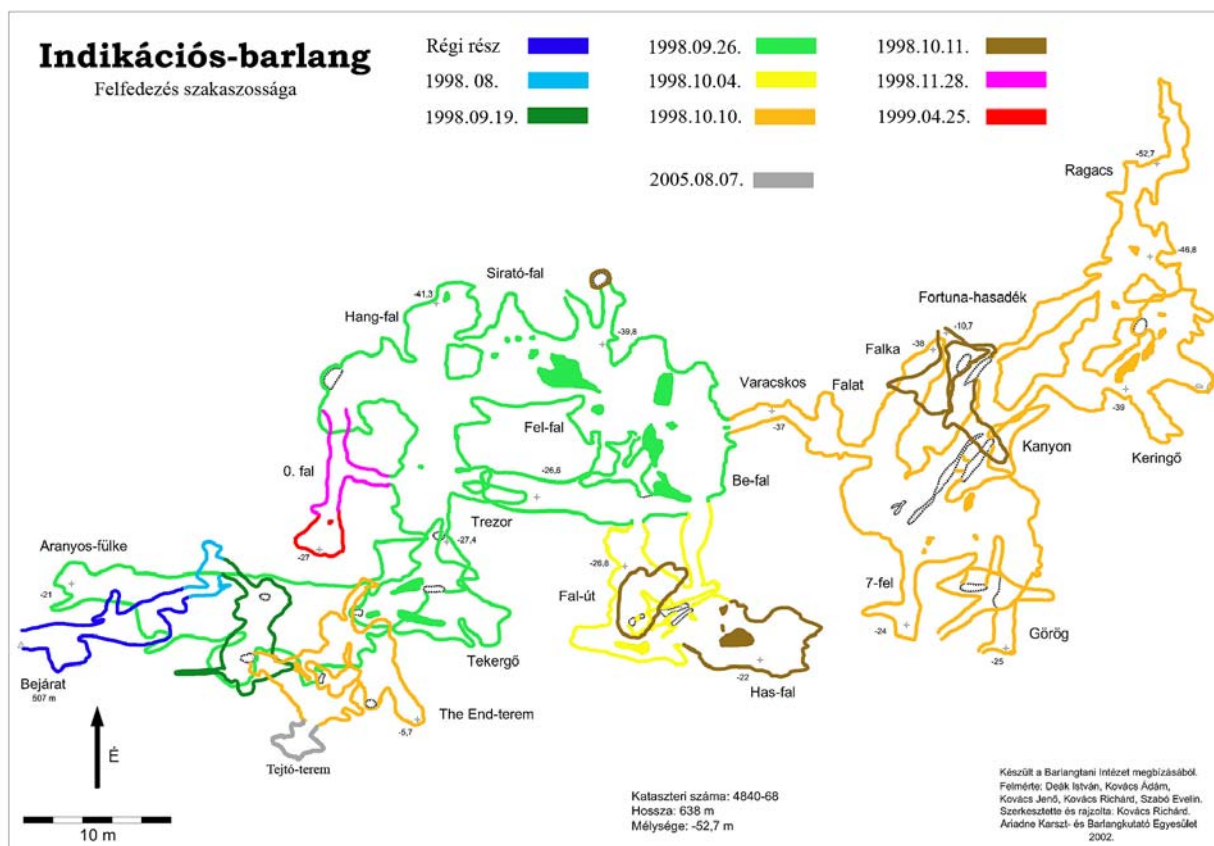 Indikációs-barlang
Felfedezés szakaszossága
Régi rész
1998. 08.
1998.09.19.
1998.09.26.
1998.10.04.
1998.10.10.
1998.10.11.
1998.11.28.
1999.04.25.
2005.08.07.
-52,7
Ragacs
-46,8
Sirató-fal
-41,3
Hang-fal
-39,8
Fortuna-hasadék
-10,7
-38
Falka
Varacskos
Falat
-37
-39
Fel-fal
Kanyon
Keringő
0. fal
-26,6
Be-fal
Trezor
-27,4
-27
Aranyos-fülke
-21
-26,6
Fal-út
7-fel
-24
Görög
-25
Tekergő
-22
Has-fal
Bejárat
507 m
The End-terem
-5,7
É
Tejtó-terem
10 m
Kataszteri száma: 4840-68
Hossza: 638 m
Mélysége: -52,7 m
Készült a Barlangtani Intézet megbízásából.
Felmérte: Deák István, Kovács Ádám,
Kovács Jenő, Kovács Richárd, Szabó Evelin.
Szerkesztette és rajzolta: Kovács Richárd.
Ariadne Karszt- és Barlangkutató Egyesület
2002.